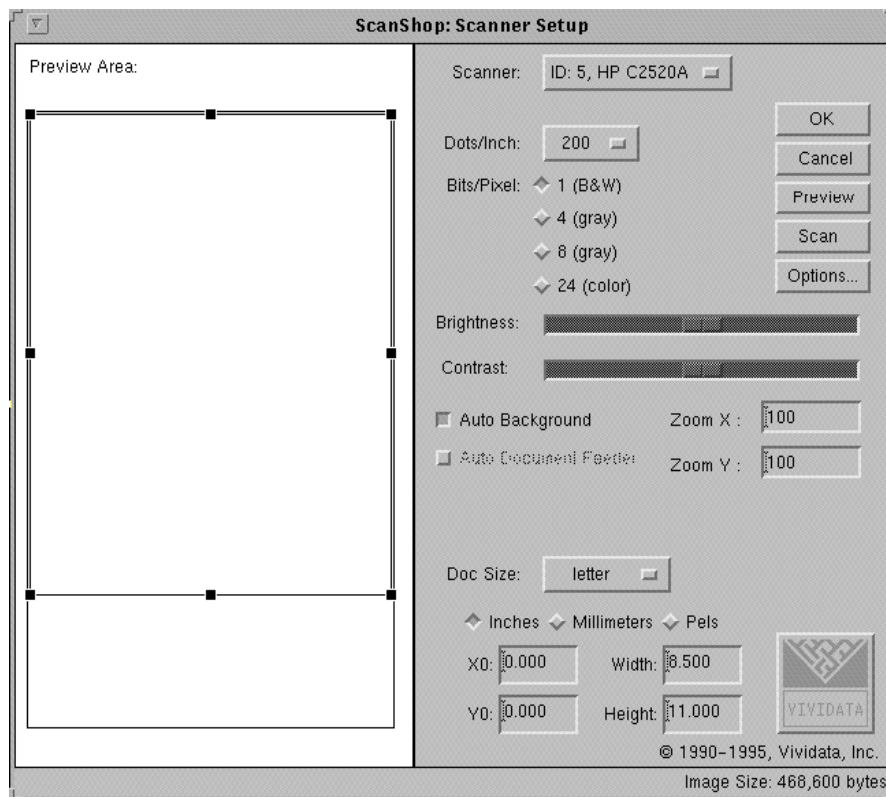 ScanShop: Scanner Setup
Preview Area:
Scanner: ID: 5, HP C2520A
OK
Dots/Inch: 200
Cancel
Bits/Pixel: 1 (B&W)
Preview
4 (gray)
Scan
8 (gray)
Options...
24 (color)
Brightness:
Contrast:
Auto Background
Zoom X : 100
Auto Document Feeder
Zoom Y : 100
Doc Size: letter
Inches Millimeters Pels
X0: 0.000 Width: 8.500
Y0: 0.000 Height: 11.000
VIVIDATA
© 1990-1995, Vividata, Inc.
Image Size: 468,600 bytes